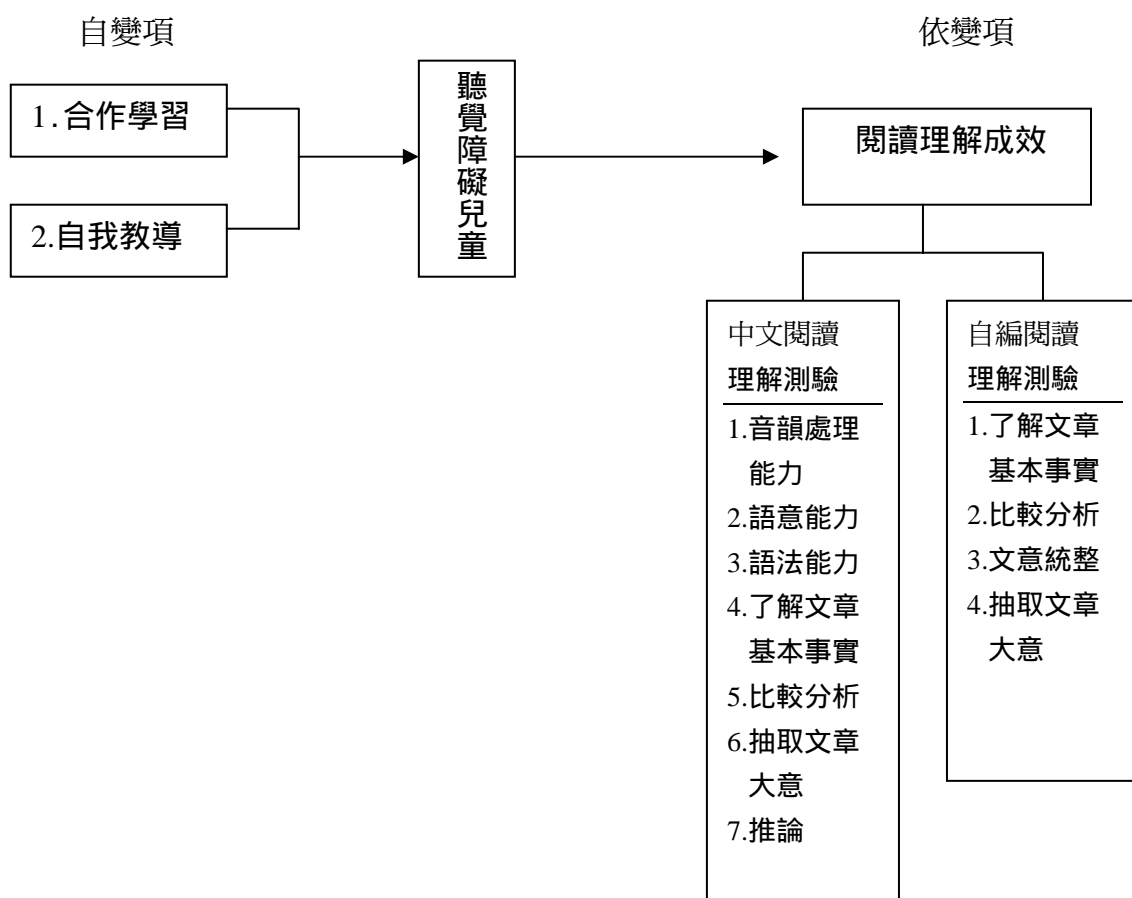 自變項
依變項
1.合作學習
2.自我教導
聽覺障礙兒童
閱讀理解成效
中文閱讀
理解測驗
1.音韻處理
能力
2.語意能力
3.語法能力
4.了解文章
基本事實
5.比較分析
6.抽取文章
大意
7.推論
自編閱讀
理解測驗
1.了解文章
基本事實
2.比較分析
3.文意統整
4.抽取文章
大意